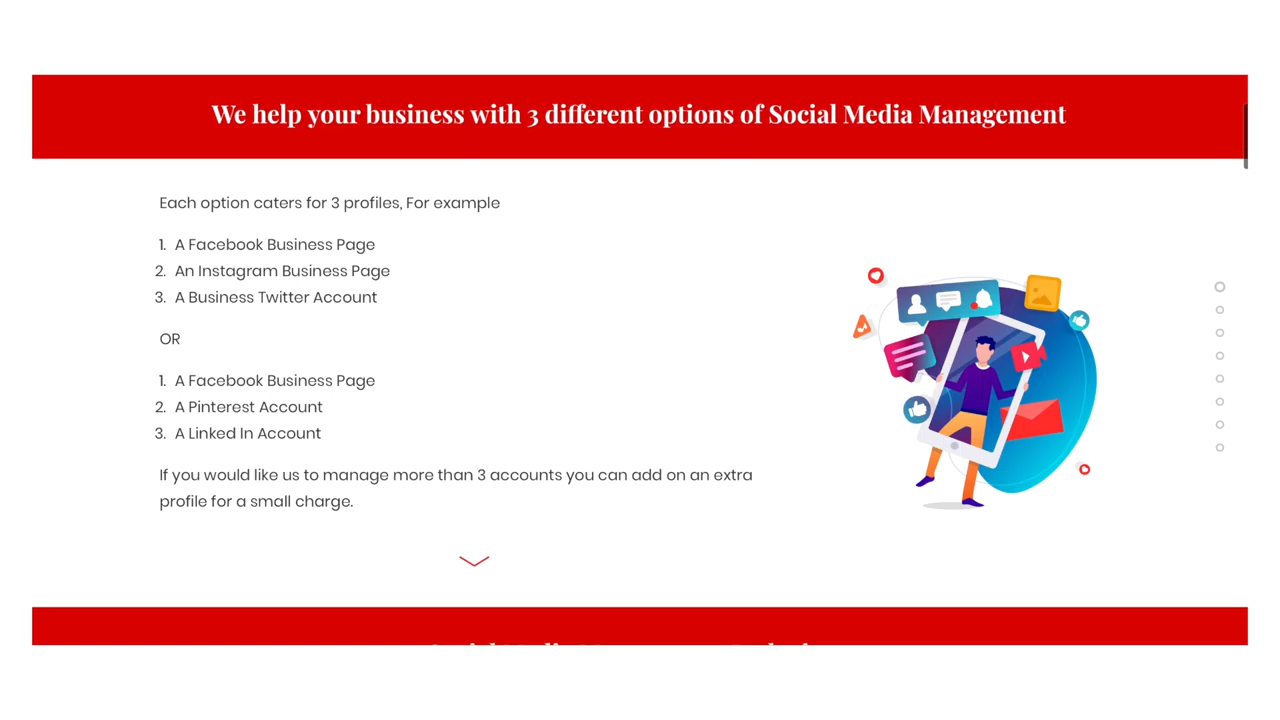 We help your business with 3 different options of Social Media Management
Each option caters for 3 profiles, For example
1. A Facebook Business Page
2. An Instagram Business Page
3. A Business Twitter Account
OR
1. A Facebook Business Page
2. A Pinterest Account
3. A Linked In Account
If you would like us to manage more than 3 accounts you can add on an extra
profile for a small charge.